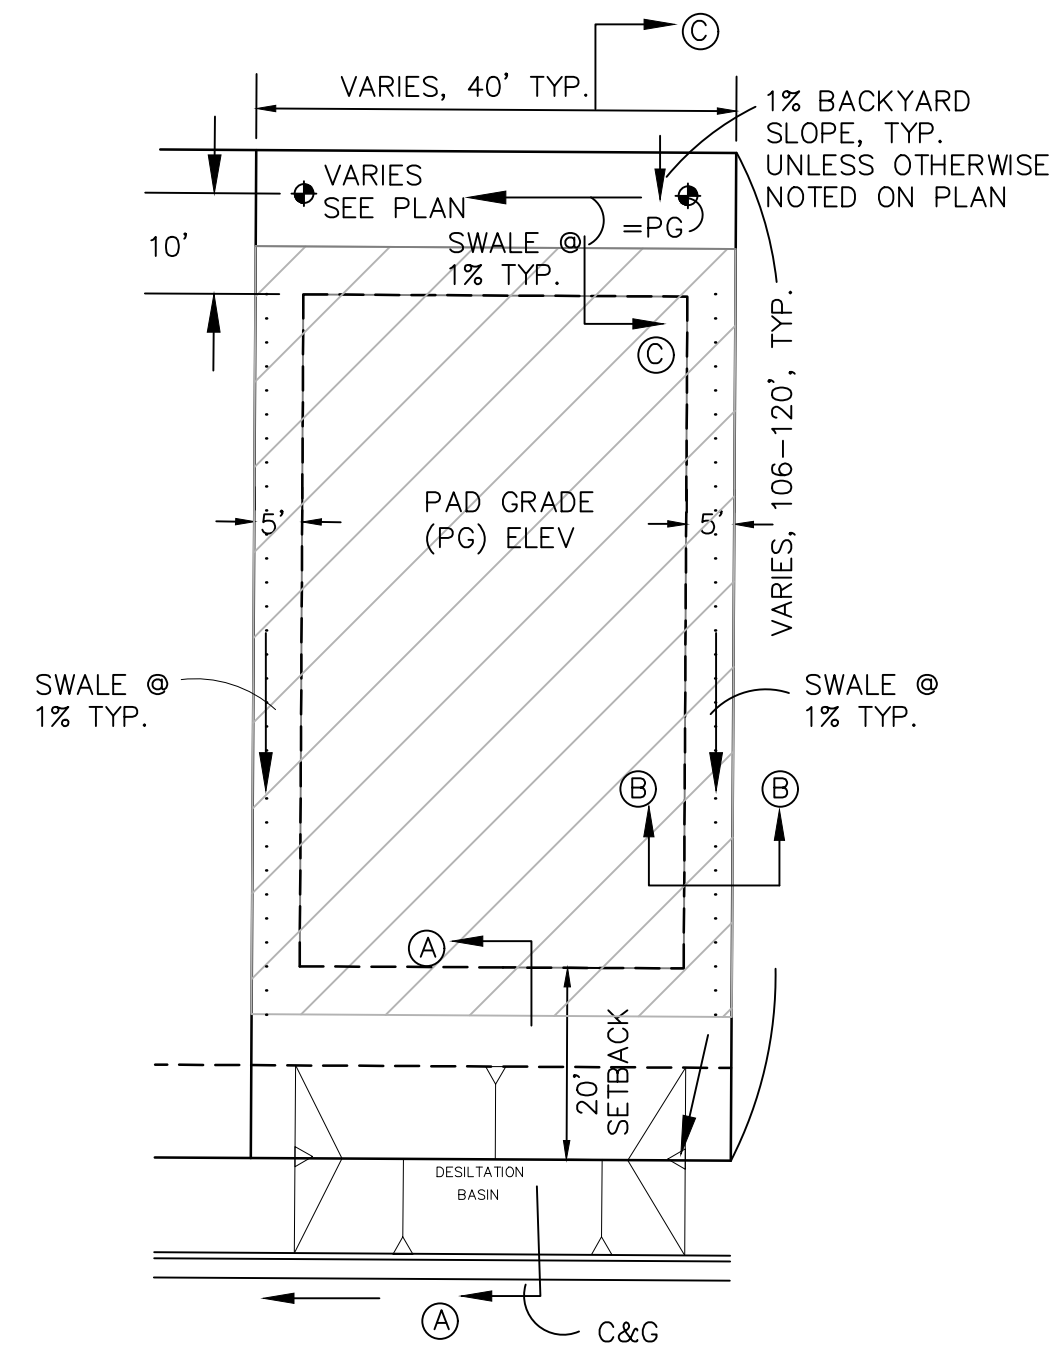 C
VARIES, 40' TYP.
1% BACKYARD
SLOPE, TYP.
UNLESS OTHERWISE
NOTED ON PLAN
VARIES
SEE PLAN
=PG
10'
SWALE @
1% TYP.
C
VARIES, 106-120', TYP.
PAD GRADE
(PG) ELEV
5'
5'
SWALE @
1% TYP.
SWALE @
1% TYP.
B
B
A
20'
SETBACK
DESILTATION
BASIN
A
C&G